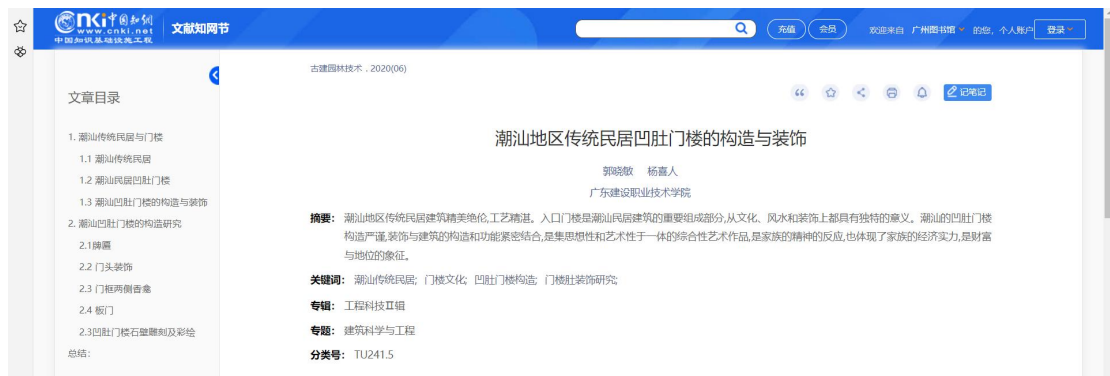 cnki 中国知网
www.cnki.net
中国知识基础设施工程
文献知网节
充值
会员
欢迎来自 广州图书馆 的您,个人账户
登录
文章目录
1. 潮汕传统民居与门楼
1.1 潮汕传统民居
1.2 潮汕民居凹肚门楼
1.3 潮汕凹肚门楼的构造与装饰
2. 潮汕凹肚门楼的构造研究
2.1牌匾
2.2 门头装饰
2.3 门框两侧香龛
2.4 板门
2.3凹肚门楼石壁雕刻及彩绘
总结:
古建园林技术 . 2020(06)
记笔记
潮汕地区传统民居凹肚门楼的构造与装饰
郭晓敏 杨喜人
广东建设职业技术学院
摘要: 潮汕地区传统民居建筑精美绝伦,工艺精湛。入口门楼是潮汕民居建筑的重要组成部分,从文化、风水和装饰上都具有独特的意义。潮汕的凹肚门楼
构造严谨,装饰与建筑的构造和功能紧密结合,是集思想性和艺术性于一体的综合性艺术作品,是家族的精神的反应,也体现了家族的经济实力,是财富
与地位的象征。
关键词: 潮汕传统民居; 门楼文化; 凹肚门楼构造; 门楼肚装饰研究;
专辑: 工程科技Ⅱ辑
专题: 建筑科学与工程
分类号: TU241.5